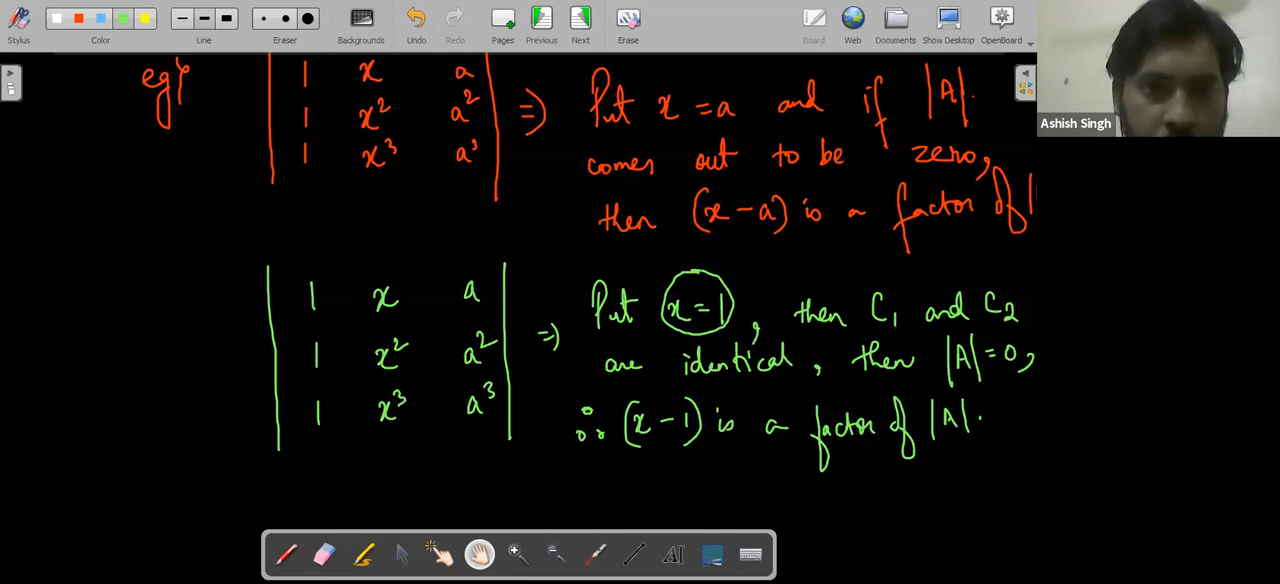 Stylus Color Line Eraser Backgrounds Undo Redo Pages Previous Next Erase Board Web Documents Show Desktop OpenBoard
Ashish Singh
eg:
1 x a
1 x² a²
1 x³ a³
⇒ Put x = a and if |A|.
comes out to be zero,
then (x - a) is a factor of |
1 x a
1 x² a²
1 x³ a³
⇒ Put x = 1, then C₁ and C₂
are identical, then |A| = 0,
∴ (x - 1) is a factor of |A|.
AI